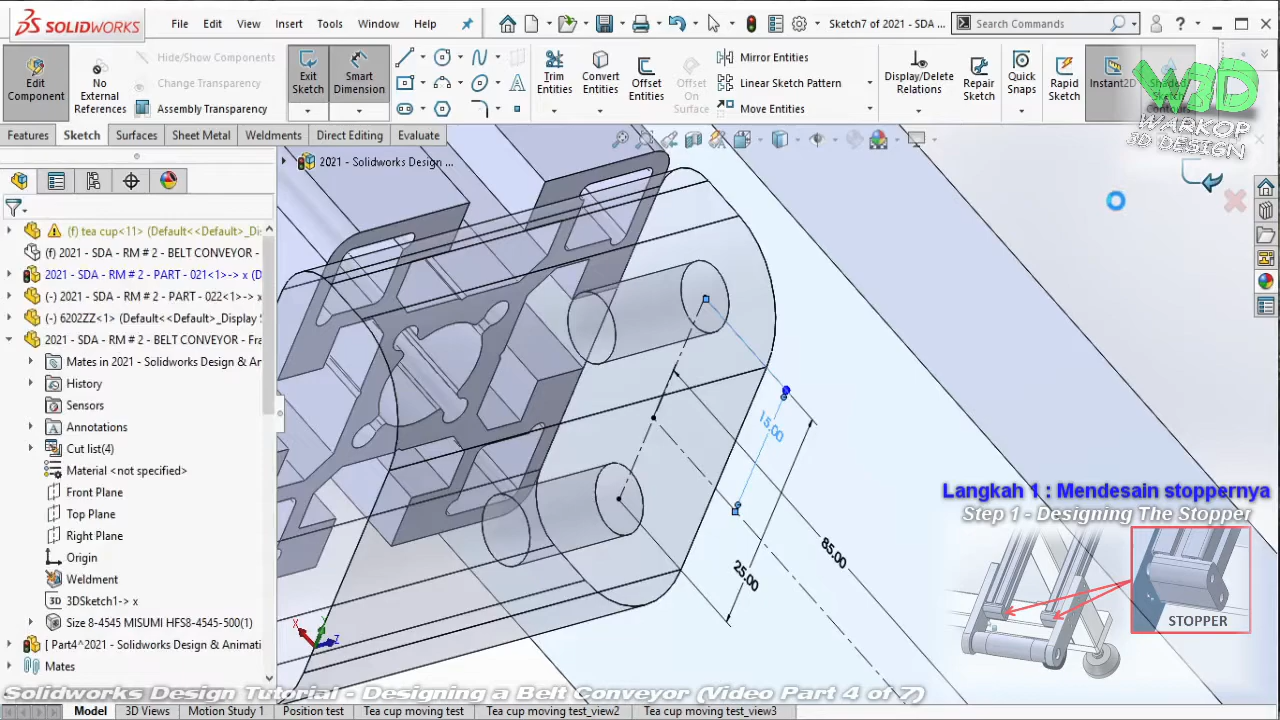 SOLIDWORKS
File
Edit
View
Insert
Tools
Window
Help
Sketch7 of 2021 - SDA ...
Search Commands
Edit
Component
No
External
References
Hide/Show Components
Change Transparency
Assembly Transparency
Exit
Sketch
Smart
Dimension
Trim
Entities
Convert
Entities
Offset
Entities
Offset
On
Surface
Mirror Entities
Linear Sketch Pattern
Move Entities
Display/Delete
Relations
Repair
Sketch
Quick
Snaps
Rapid
Sketch
Instant2D
Shaded
Sketch
Contours
WARKOP
3D DESIGN
Features
Sketch
Surfaces
Sheet Metal
Weldments
Direct Editing
Evaluate
2021 - Solidworks Design ...
(f) tea cup<11> (Default<<Default>_Dis
(f) 2021 - SDA - RM # 2 - BELT CONVEYOR -
2021 - SDA - RM # 2 - PART - 021<1>-> x (D
(-) 2021 - SDA - RM # 2 - PART - 022<1>-> x
(-) 6202ZZ<1> (Default<<Default>_Display S
2021 - SDA - RM # 2 - BELT CONVEYOR - Fra
Mates in 2021 - Solidworks Design & An
History
Sensors
Annotations
Cut list(4)
Material <not specified>
Front Plane
Top Plane
Right Plane
Origin
Weldment
3DSketch1-> x
Size 8-4545 MISUMI HFS8-4545-500(1)
[ Part4^2021 - Solidworks Design & Animati
Mates
15.00
25.00
85.00
X
Z
Langkah 1 : Mendesain stoppernya
Step 1 - Designing The Stopper
STOPPER
Solidworks Design Tutorial - Designing a Belt Conveyor (Video Part 4 of 7)
Model
3D Views
Motion Study 1
Position test
Tea cup moving test
Tea cup moving test_view2
Tea cup moving test_view3